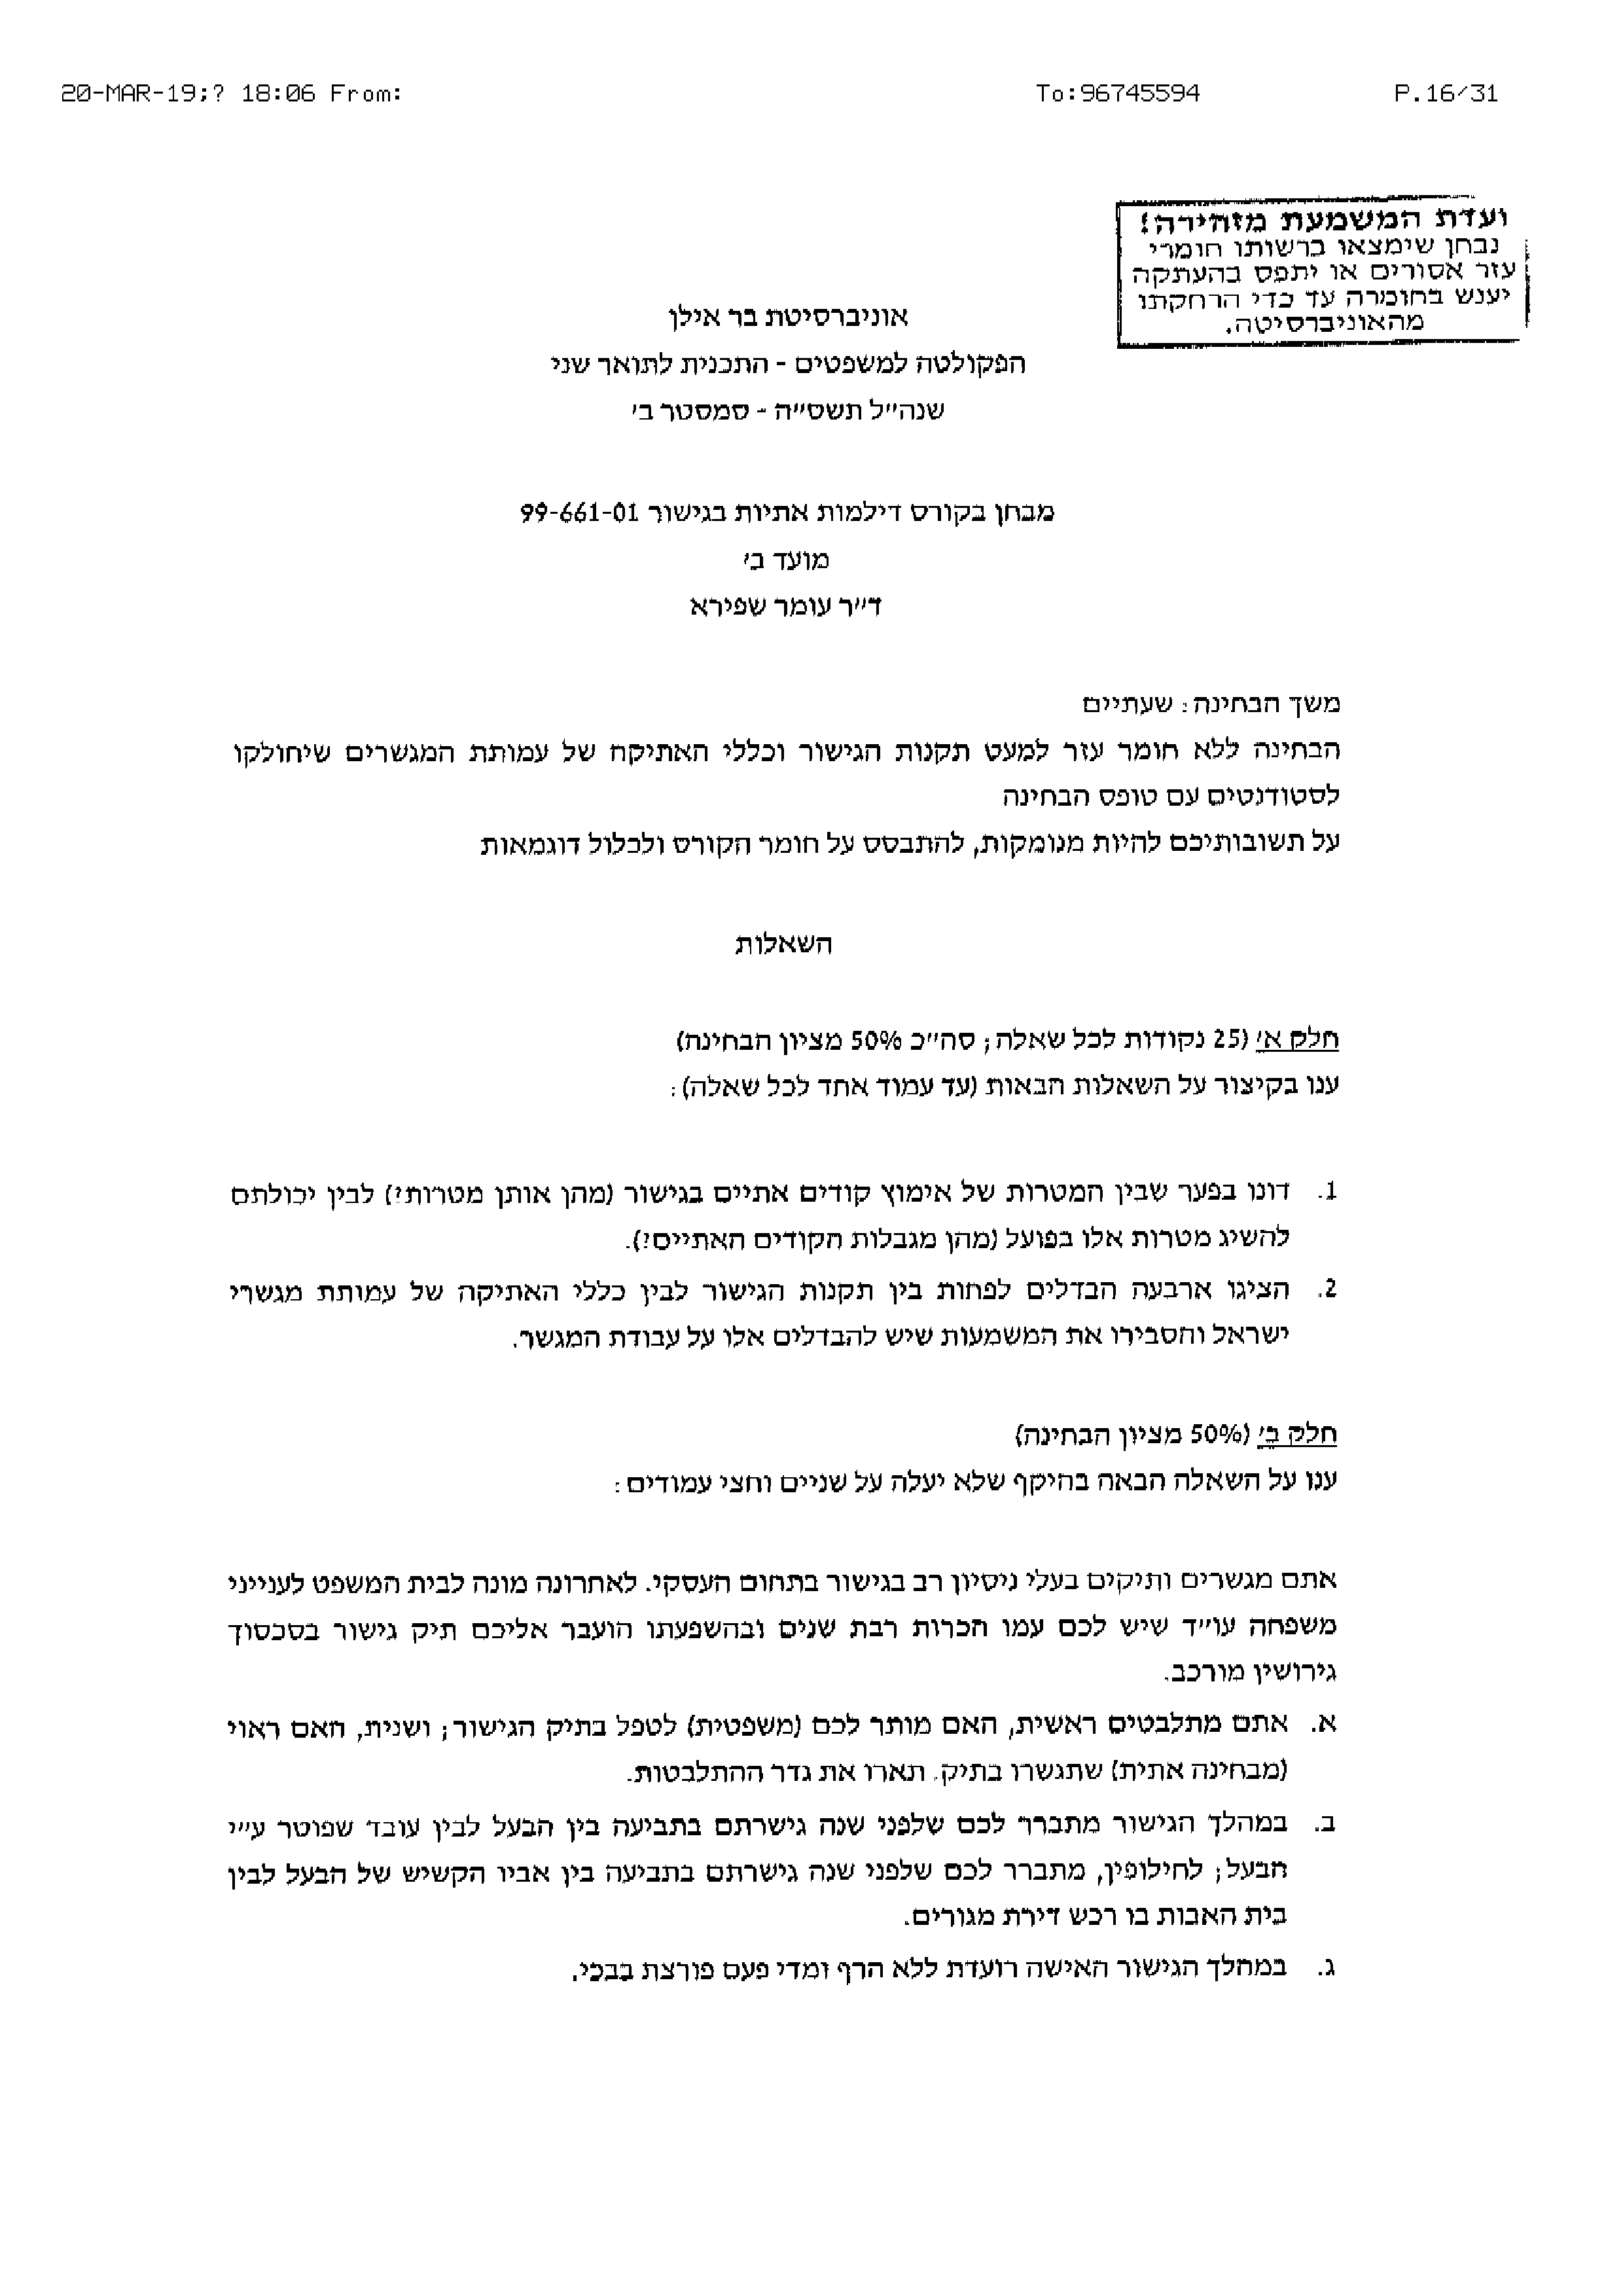 20-MAR-19;? 18:06 From: To:96745594 P.16/31
ועדת המשמעת מזהירה!
נבחן שימצאו ברשותו חומרי
עזר אסורים או יתפס בהעתקה
יענש בחומרה עד כדי הרחקתו
מהאוניברסיטה.
אוניברסיטת בר אילן
הפקולטה למשפטים - התכנית לתואר שני
שנה״ל תשס״ה - סמסטר ב׳
מבחן בקורס דילמות אתיות בגישור 99-661-01
מועד ב׳
ד״ר עומר שפירא
משך הבחינה: שעתיים
הבחינה ללא חומר עזר למעט תקנות הגישור וכללי האתיקה של עמותת המגשרים שיחולקו
לסטודנטים עם טופס הבחינה
על תשובותיכם להיות מנומקות, להתבסס על חומר הקורס ולכלול דוגמאות
השאלות
חלק א׳ (25 נקודות לכל שאלה; סה״כ 50% מציון הבחינה)
ענו בקיצור על השאלות הבאות (עד עמוד אחד לכל שאלה):
1. דונו בפער שבין המטרות של אימוץ קודים אתיים בגישור (מהן אותן מטרות?) לבין יכולתם
להשיג מטרות אלו בפועל (מהן מגבלות הקודים האתיים?).
2. הציגו ארבעה הבדלים לפחות בין תקנות הגישור לבין כללי האתיקה של עמותת מגשרי
ישראל והסבירו את המשמעות שיש להבדלים אלו על עבודת המגשר.
חלק ב׳ (50% מציון הבחינה)
ענו על השאלה הבאה בהיקף שלא יעלה על שניים וחצי עמודים:
אתם מגשרים ותיקים בעלי ניסיון רב בגישור בתחום העסקי. לאחרונה מונה לבית המשפט לענייני
משפחה עו״ד שיש לכם עמו הכרות רבת שנים ובהשפעתו הועבר אליכם תיק גישור בסכסוך
גירושין מורכב.
א. אתם מתלבטים ראשית, האם מותר לכם (משפטית) לטפל בתיק הגישור; ושנית, האם ראוי
(מבחינה אתית) שתגשרו בתיק. תארו את גדר ההתלבטות.
ב. במהלך הגישור מתברר לכם שלפני שנה גישרתם בתביעה בין הבעל לבין עובד שפוטר ע״י
הבעל; לחילופין, מתברר לכם שלפני שנה גישרתם בתביעה בין אביו הקשיש של הבעל לבין
בית האבות בו רכש דירת מגורים.
ג. במהלך הגישור האישה רועדת ללא הרף ומדי פעם פורצת בבכי.